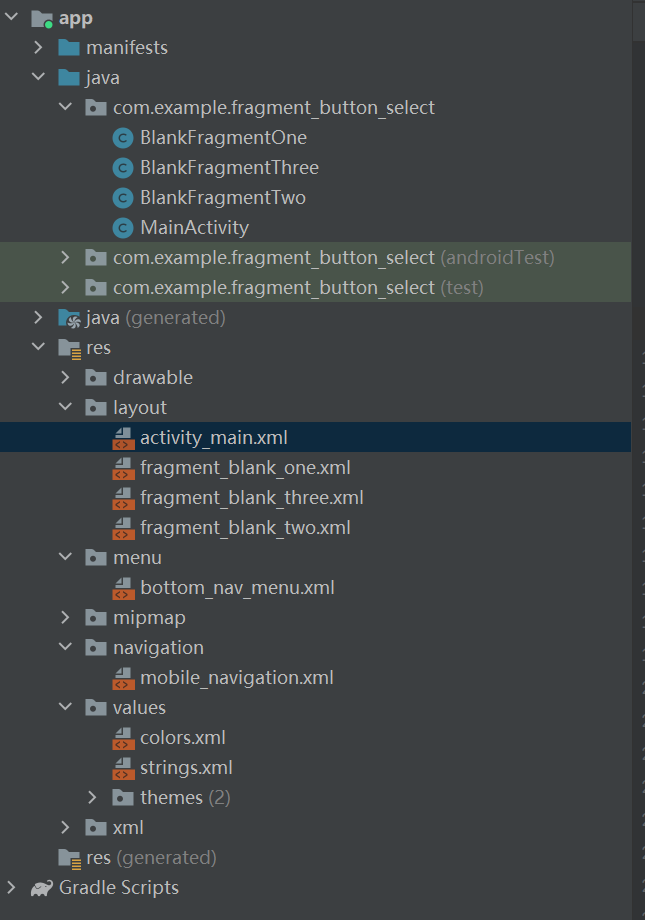 app
manifests
java
com.example.fragment_button_select
BlankFragmentOne
BlankFragmentThree
BlankFragmentTwo
MainActivity
com.example.fragment_button_select (androidTest)
com.example.fragment_button_select (test)
java (generated)
res
drawable
layout
activity_main.xml
fragment_blank_one.xml
fragment_blank_three.xml
fragment_blank_two.xml
menu
bottom_nav_menu.xml
mipmap
navigation
mobile_navigation.xml
values
colors.xml
strings.xml
themes (2)
xml
res (generated)
Gradle Scripts